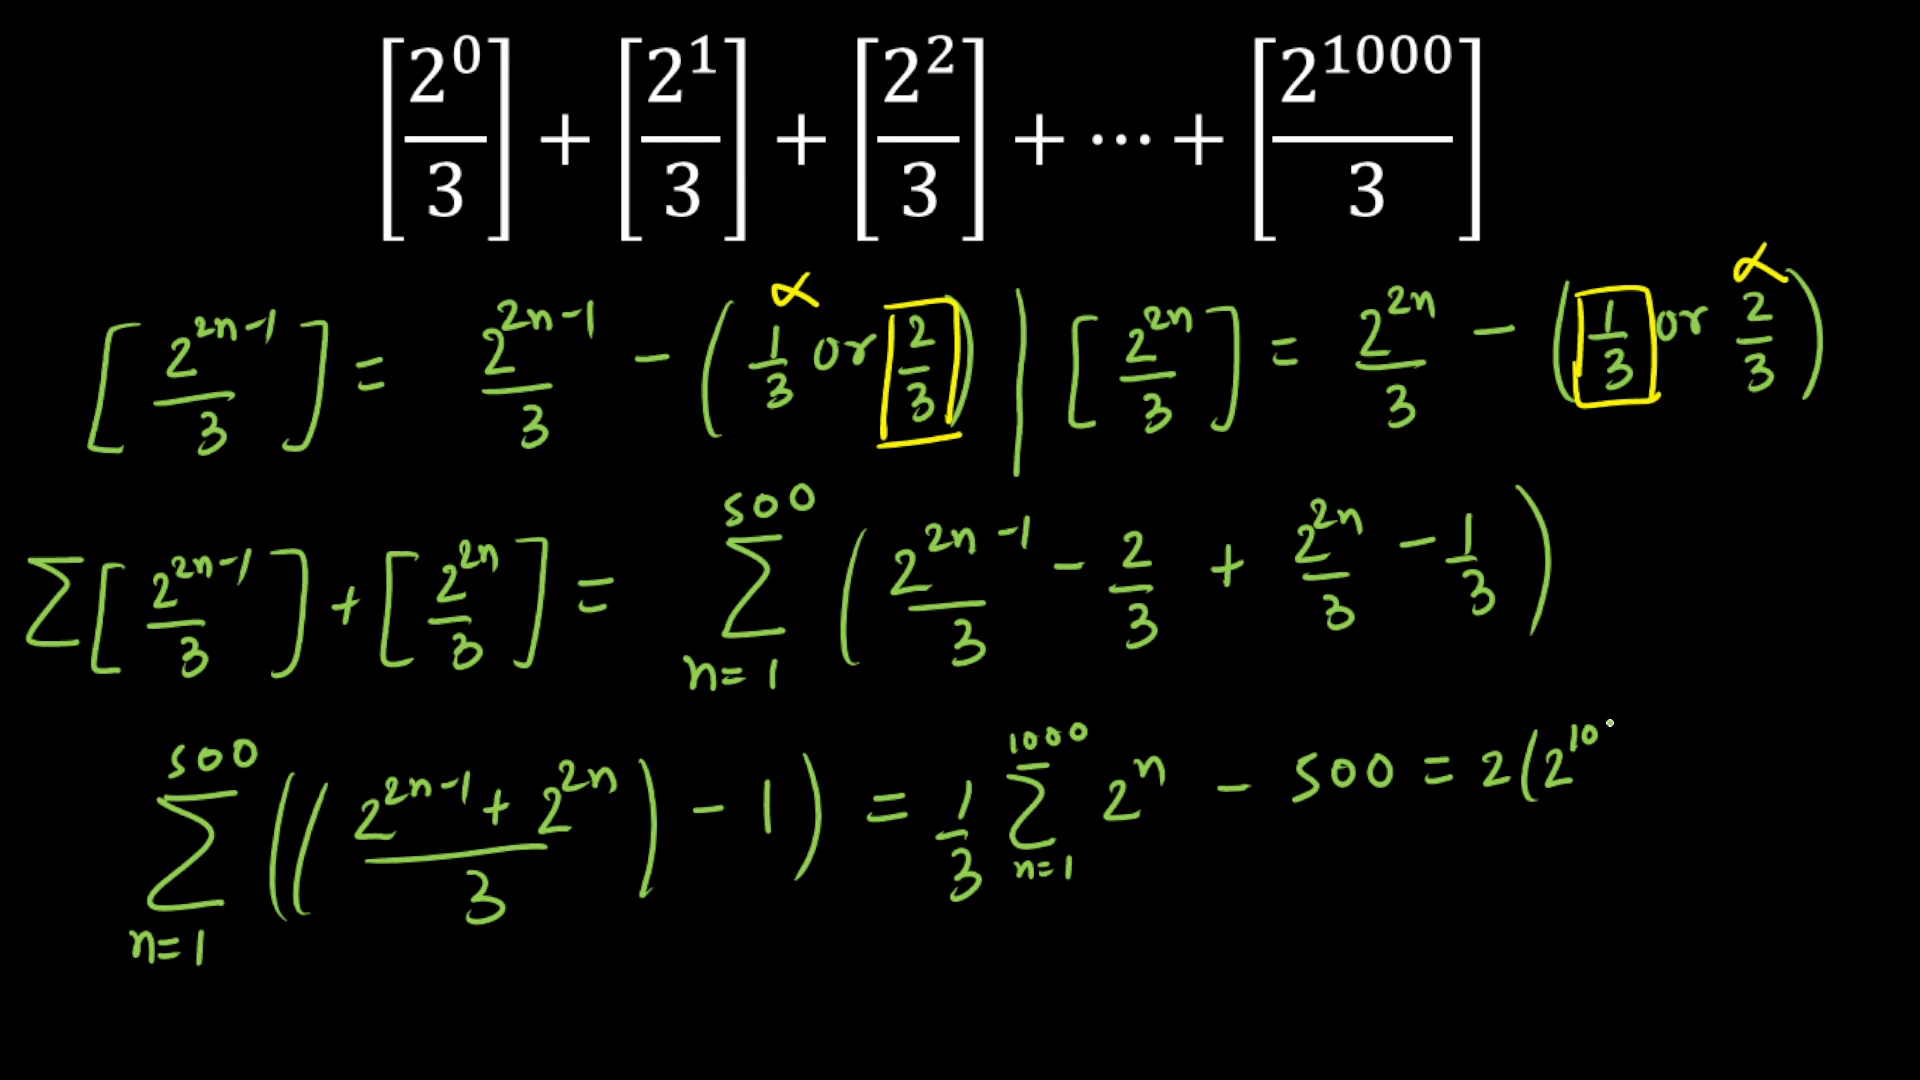 [2^0/3] + [2^1/3] + [2^2/3] + ⋯ + [2^1000/3]
[2^(2n-1)/3] = 2^(2n-1)/3 - (1/3 or 2/3) | [2^(2n)/3] = 2^(2n)/3 - (1/3 or 2/3)
∑[2^(2n-1)/3] + [2^(2n)/3] = ∑_{n=1}^{500} (2^(2n-1)/3 - 2/3 + 2^(2n)/3 - 1/3)
∑_{n=1}^{500} (((2^(2n-1) + 2^(2n))/3) - 1) = 1/3 ∑_{n=1}^{1000} 2^n - 500 = 2(2^10